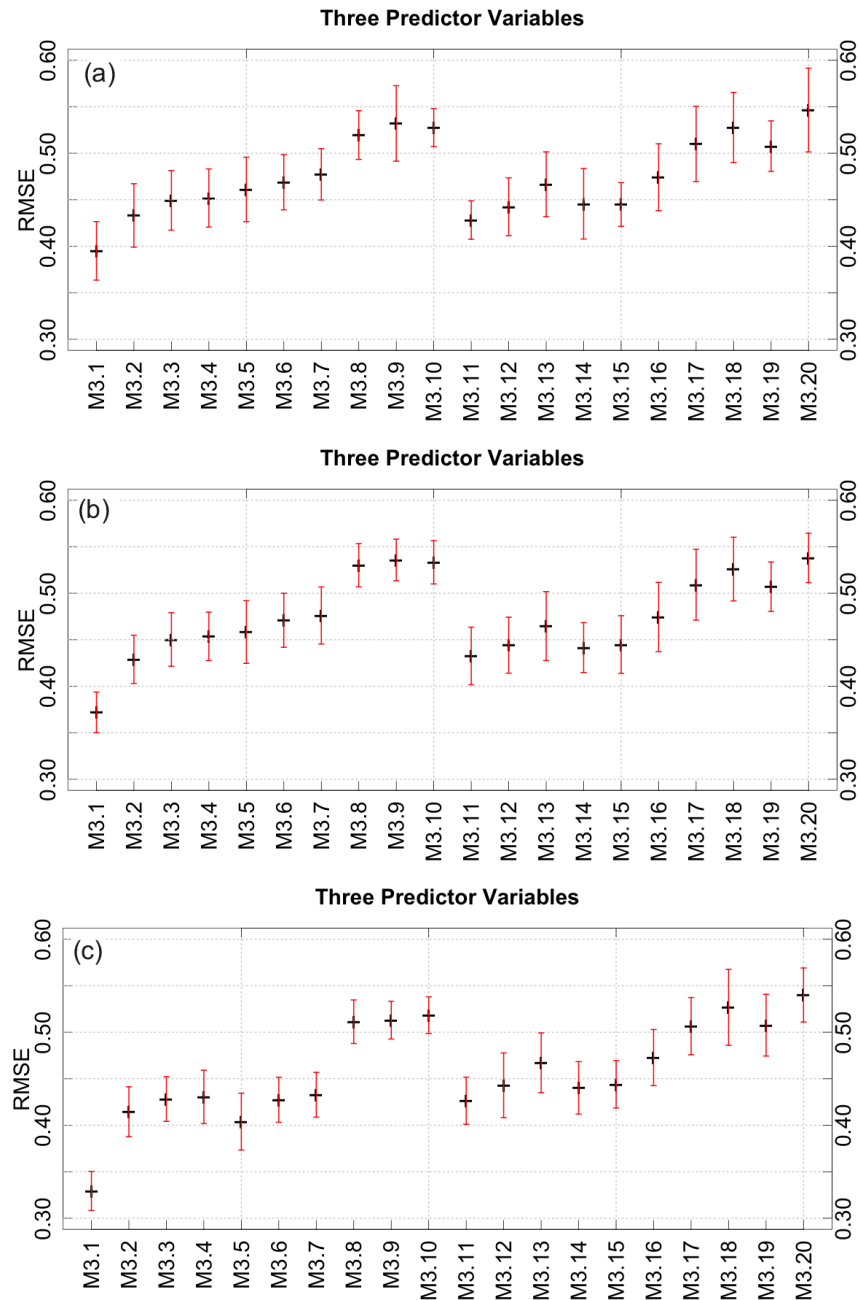 Three Predictor Variables
(a)
RMSE
0.60
0.50
0.40
0.30
0.60
0.50
0.40
0.30
M3.1
M3.2
M3.3
M3.4
M3.5
M3.6
M3.7
M3.8
M3.9
M3.10
M3.11
M3.12
M3.13
M3.14
M3.15
M3.16
M3.17
M3.18
M3.19
M3.20
Three Predictor Variables
(b)
RMSE
0.60
0.50
0.40
0.30
0.60
0.50
0.40
0.30
M3.1
M3.2
M3.3
M3.4
M3.5
M3.6
M3.7
M3.8
M3.9
M3.10
M3.11
M3.12
M3.13
M3.14
M3.15
M3.16
M3.17
M3.18
M3.19
M3.20
Three Predictor Variables
(c)
RMSE
0.60
0.50
0.40
0.30
0.60
0.50
0.40
0.30
M3.1
M3.2
M3.3
M3.4
M3.5
M3.6
M3.7
M3.8
M3.9
M3.10
M3.11
M3.12
M3.13
M3.14
M3.15
M3.16
M3.17
M3.18
M3.19
M3.20